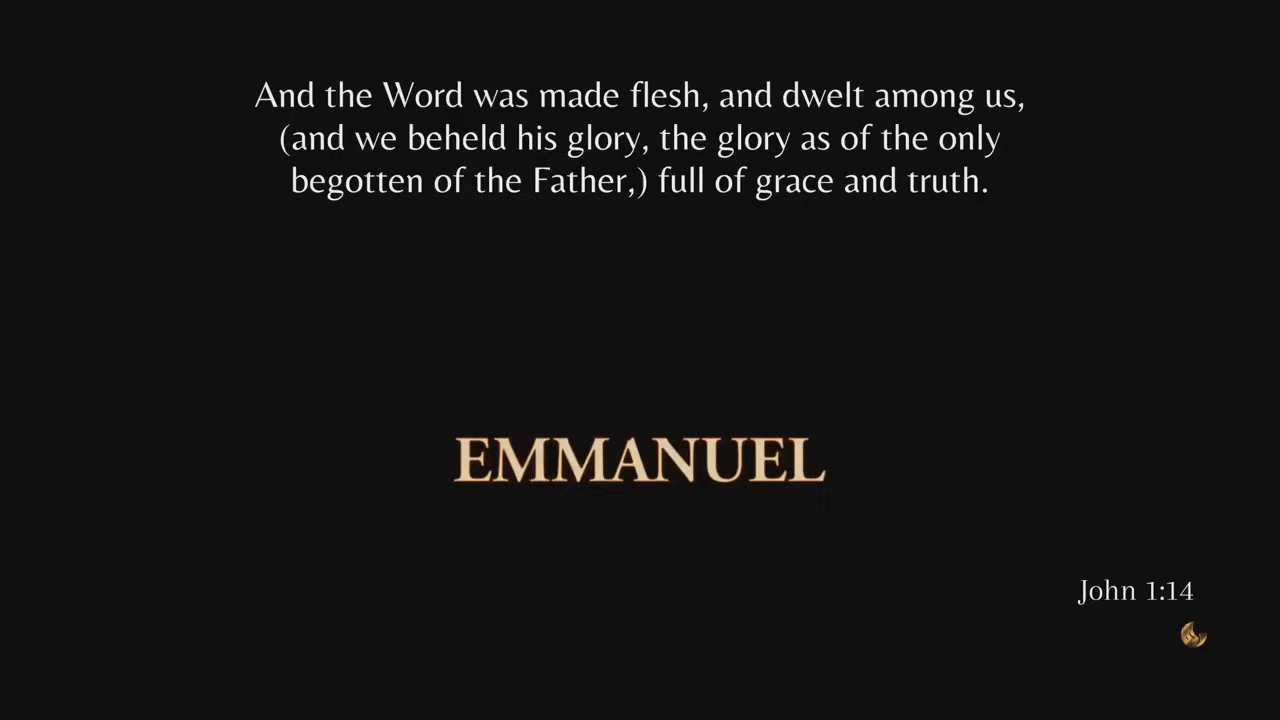 And the Word was made flesh, and dwelt among us,
(and we beheld his glory, the glory as of the only
begotten of the Father,) full of grace and truth.
EMMANUEL
John 1:14